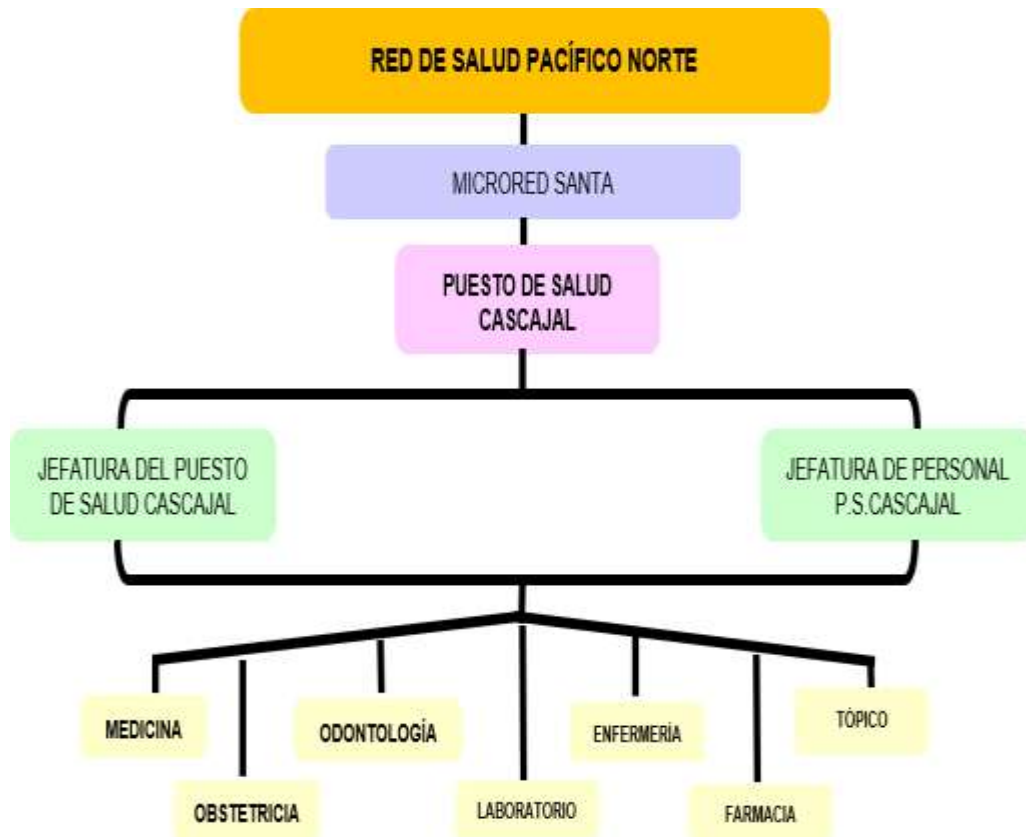 RED DE SALUD PACÍFICO NORTE
MICRORED SANTA
PUESTO DE SALUD
CASCAJAL
JEFATURA DEL PUESTO
DE SALUD CASCAJAL
JEFATURA DE PERSONAL
P.S.CASCAJAL
MEDICINA
ODONTOLOGÍA
ENFERMERÍA
TÓPICO
OBSTETRICIA
LABORATORIO
FARMACIA